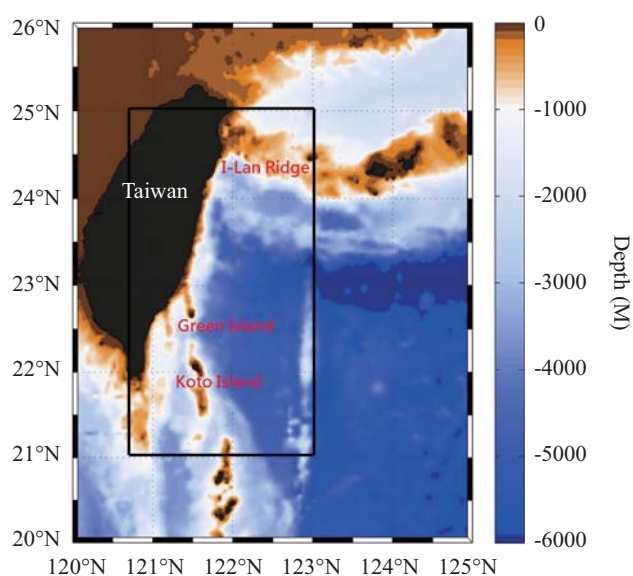 26°N
25°N
24°N
23°N
22°N
21°N
20°N
120°N
121°N
122°N
123°N
124°N
125°N
Taiwan
I-Lan Ridge
Green Island
Koto Island
0
-1000
-2000
-3000
-4000
-5000
-6000
Depth (M)